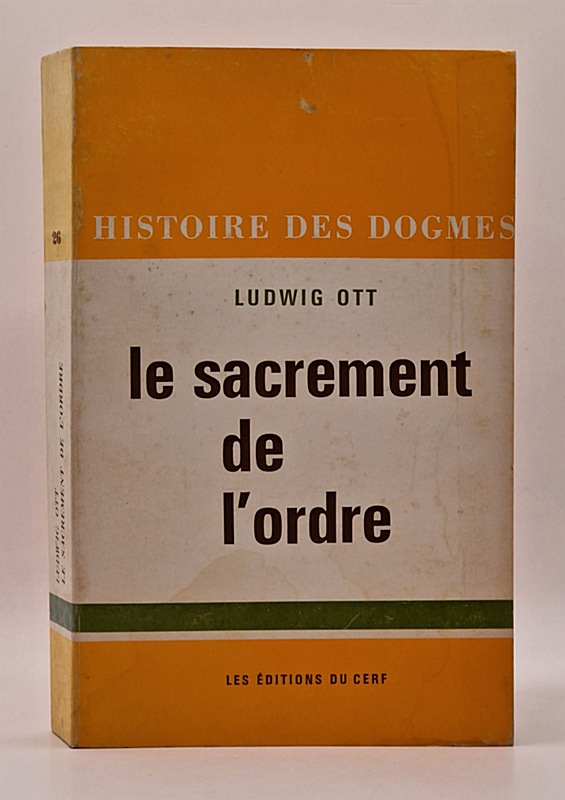 HISTOIRE DES DOGMES
LUDWIG OTT
le sacrement
de
l'ordre
LES ÉDITIONS DU CERF
26
LUDWIG OTT
LE SACREMENT DE L'ORDRE